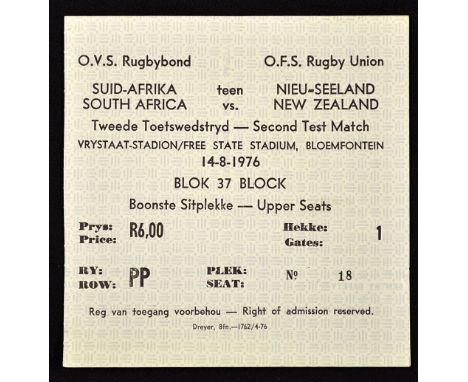 O.V.S. Rugbybond O.F.S. Rugby Union
SUID-AFRIKA teen NIEU-SEELAND
SOUTH AFRICA vs. NEW ZEALAND
Tweede Toetswedstryd — Second Test Match
VRYSTAAT-STADION/FREE STATE STADIUM, BLOEMFONTEIN
14-8-1976
BLOK 37 BLOCK
Boonste Sitplekke — Upper Seats
Prys: R6,00 Hekke: 1
Price: Gates:
RY: PP PLEK: Nº 18
ROW: SEAT:
Reg van toegang voorbehou — Right of admission reserved.
Dreyer, Bfn.—1762/4-76